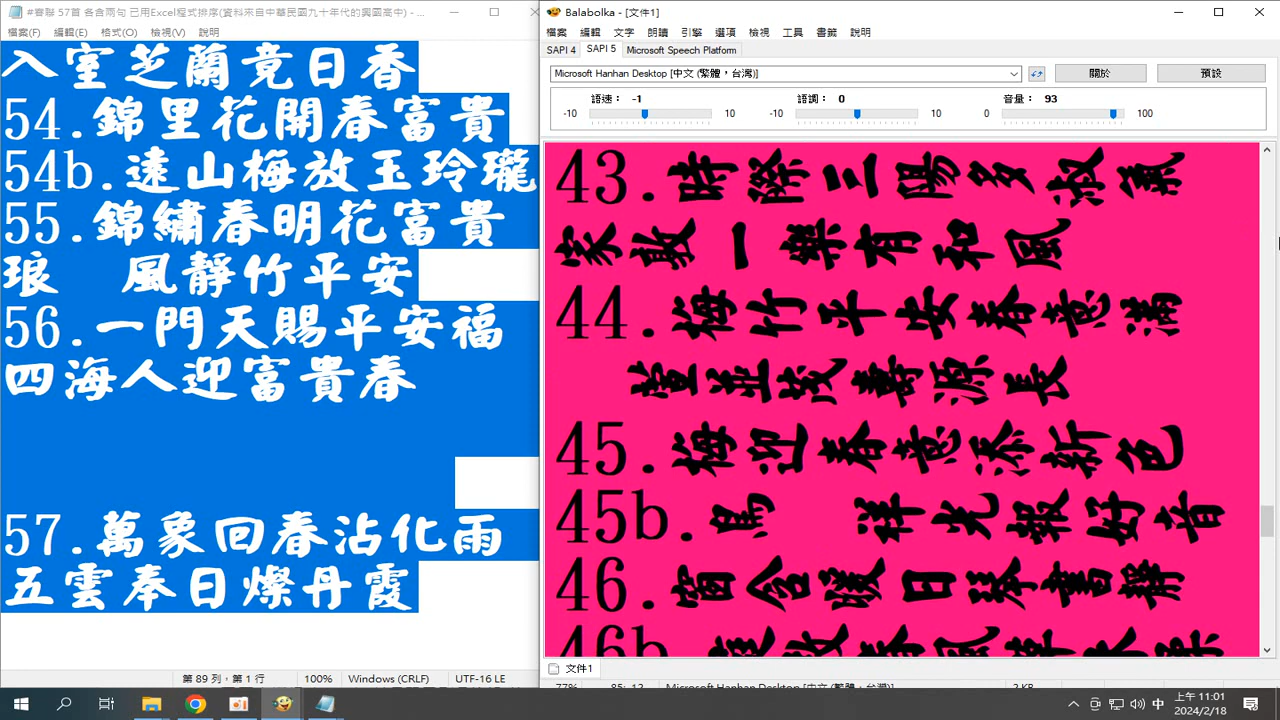 #春聯 57首 各含兩句 已用Excel程式排序(資料來自中華民國九十年代的興國高中) - ...
檔案(F) 編輯(E) 格式(O) 檢視(V) 說明
入室芝蘭竞日香
54.錦里花開春富貴
54b.遠山梅放玉玲瓏
55.錦繡春明花富貴
琅 風靜竹平安
56.一門天賜平安福
四海人迎富貴春
57.萬象回春沾化雨
五雲奉日燦丹霞
第 89 列，第 1 行 100% Windows (CRLF) UTF-16 LE
Balabolka - [文件1]
檔案 編輯 文字 朗讀 引擎 選項 檢視 工具 書籤 說明
SAPI 4 SAPI 5 Microsoft Speech Platform
Microsoft Hanhan Desktop [中文 (繁體，台灣)]
關於 預設
語速： -1 語調： 0 音量： 93
-10 10 -10 10 0 100
43.時際三陽多淑氣
家敦一樂有和風
44.梅竹平安春意滿
萱並放壽源長
45.梅迎春意添新色
45b.鳥 祥光報好音
46.窗含暖日琴書靜
46b.
文件1
77% 85: 12 Microsoft Hanhan Desktop [中文 (繁體，台灣)] 2 KB
中
上午 11:01
2024/2/18